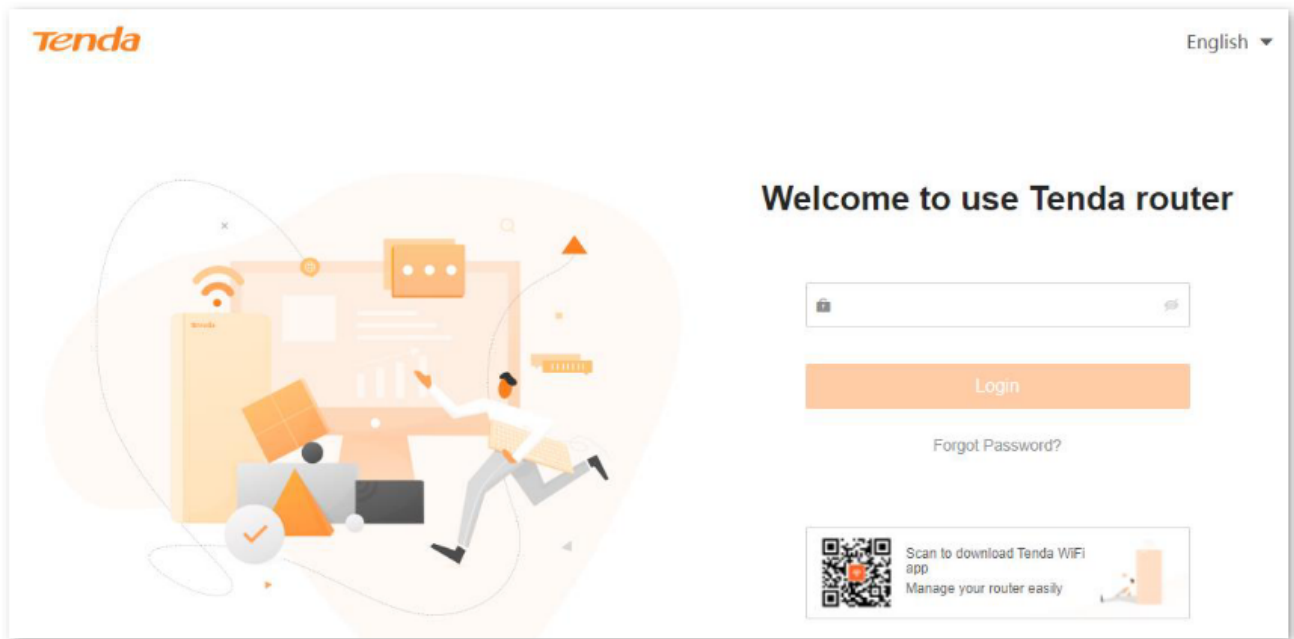 Tenda
English
Welcome to use Tenda router
Login
Forgot Password?
Scan to download Tenda WiFi
app
Manage your router easily
Tenda